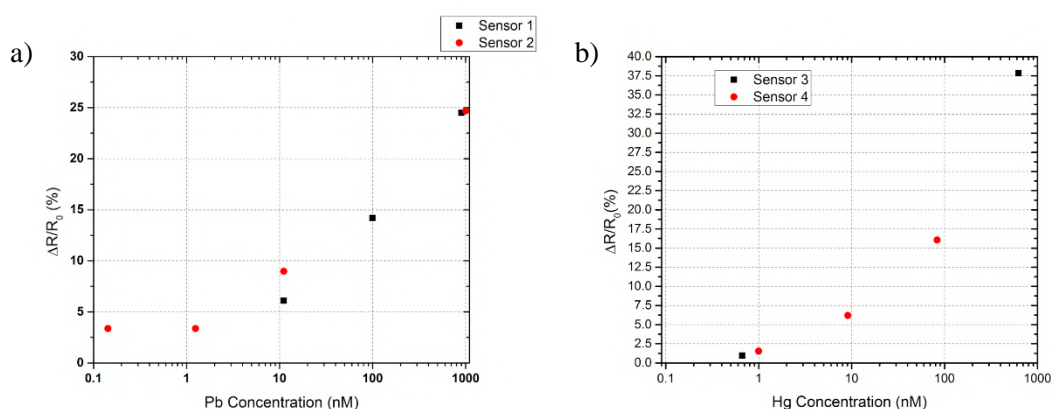 a)
Sensor 1
Sensor 2
30
25
20
15
10
5
0
ΔR/R₀ (%)
0.1 1 10 100 1000
Pb Concentration (nM)
b)
Sensor 3
Sensor 4
40.0
37.5
35.0
32.5
30.0
27.5
25.0
22.5
20.0
17.5
15.0
12.5
10.0
7.5
5.0
2.5
0.0
ΔR/R₀(%)
0.1 1 10 100 1000
Hg Concentration (nM)